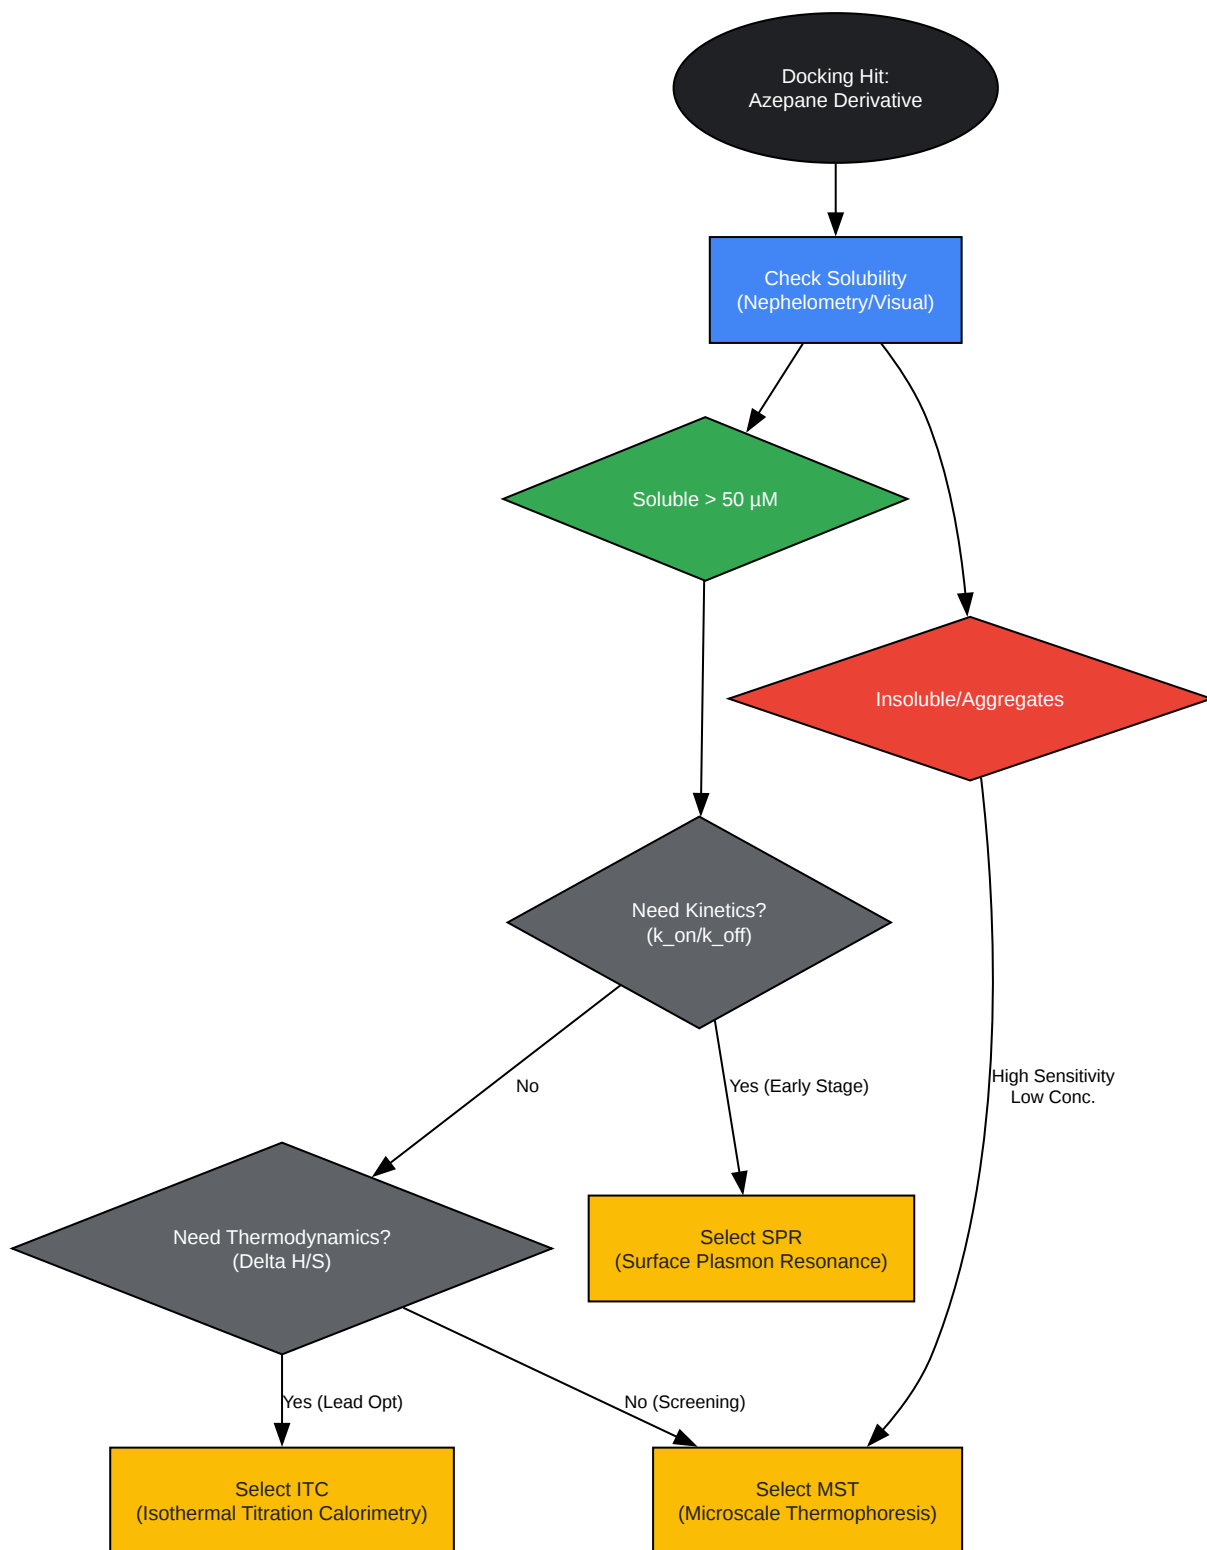 Docking Hit:
Azepane Derivative
Check Solubility
(Nephelometry/Visual)
Soluble > 50 µM
Insoluble/Aggregates
Need Kinetics?
(k_on/k_off)
No
Yes (Early Stage)
High Sensitivity
Low Conc.
Need Thermodynamics?
(Delta H/S)
Select SPR
(Surface Plasmon Resonance)
Yes (Lead Opt)
No (Screening)
Select ITC
(Isothermal Titration Calorimetry)
Select MST
(Microscale Thermophoresis)